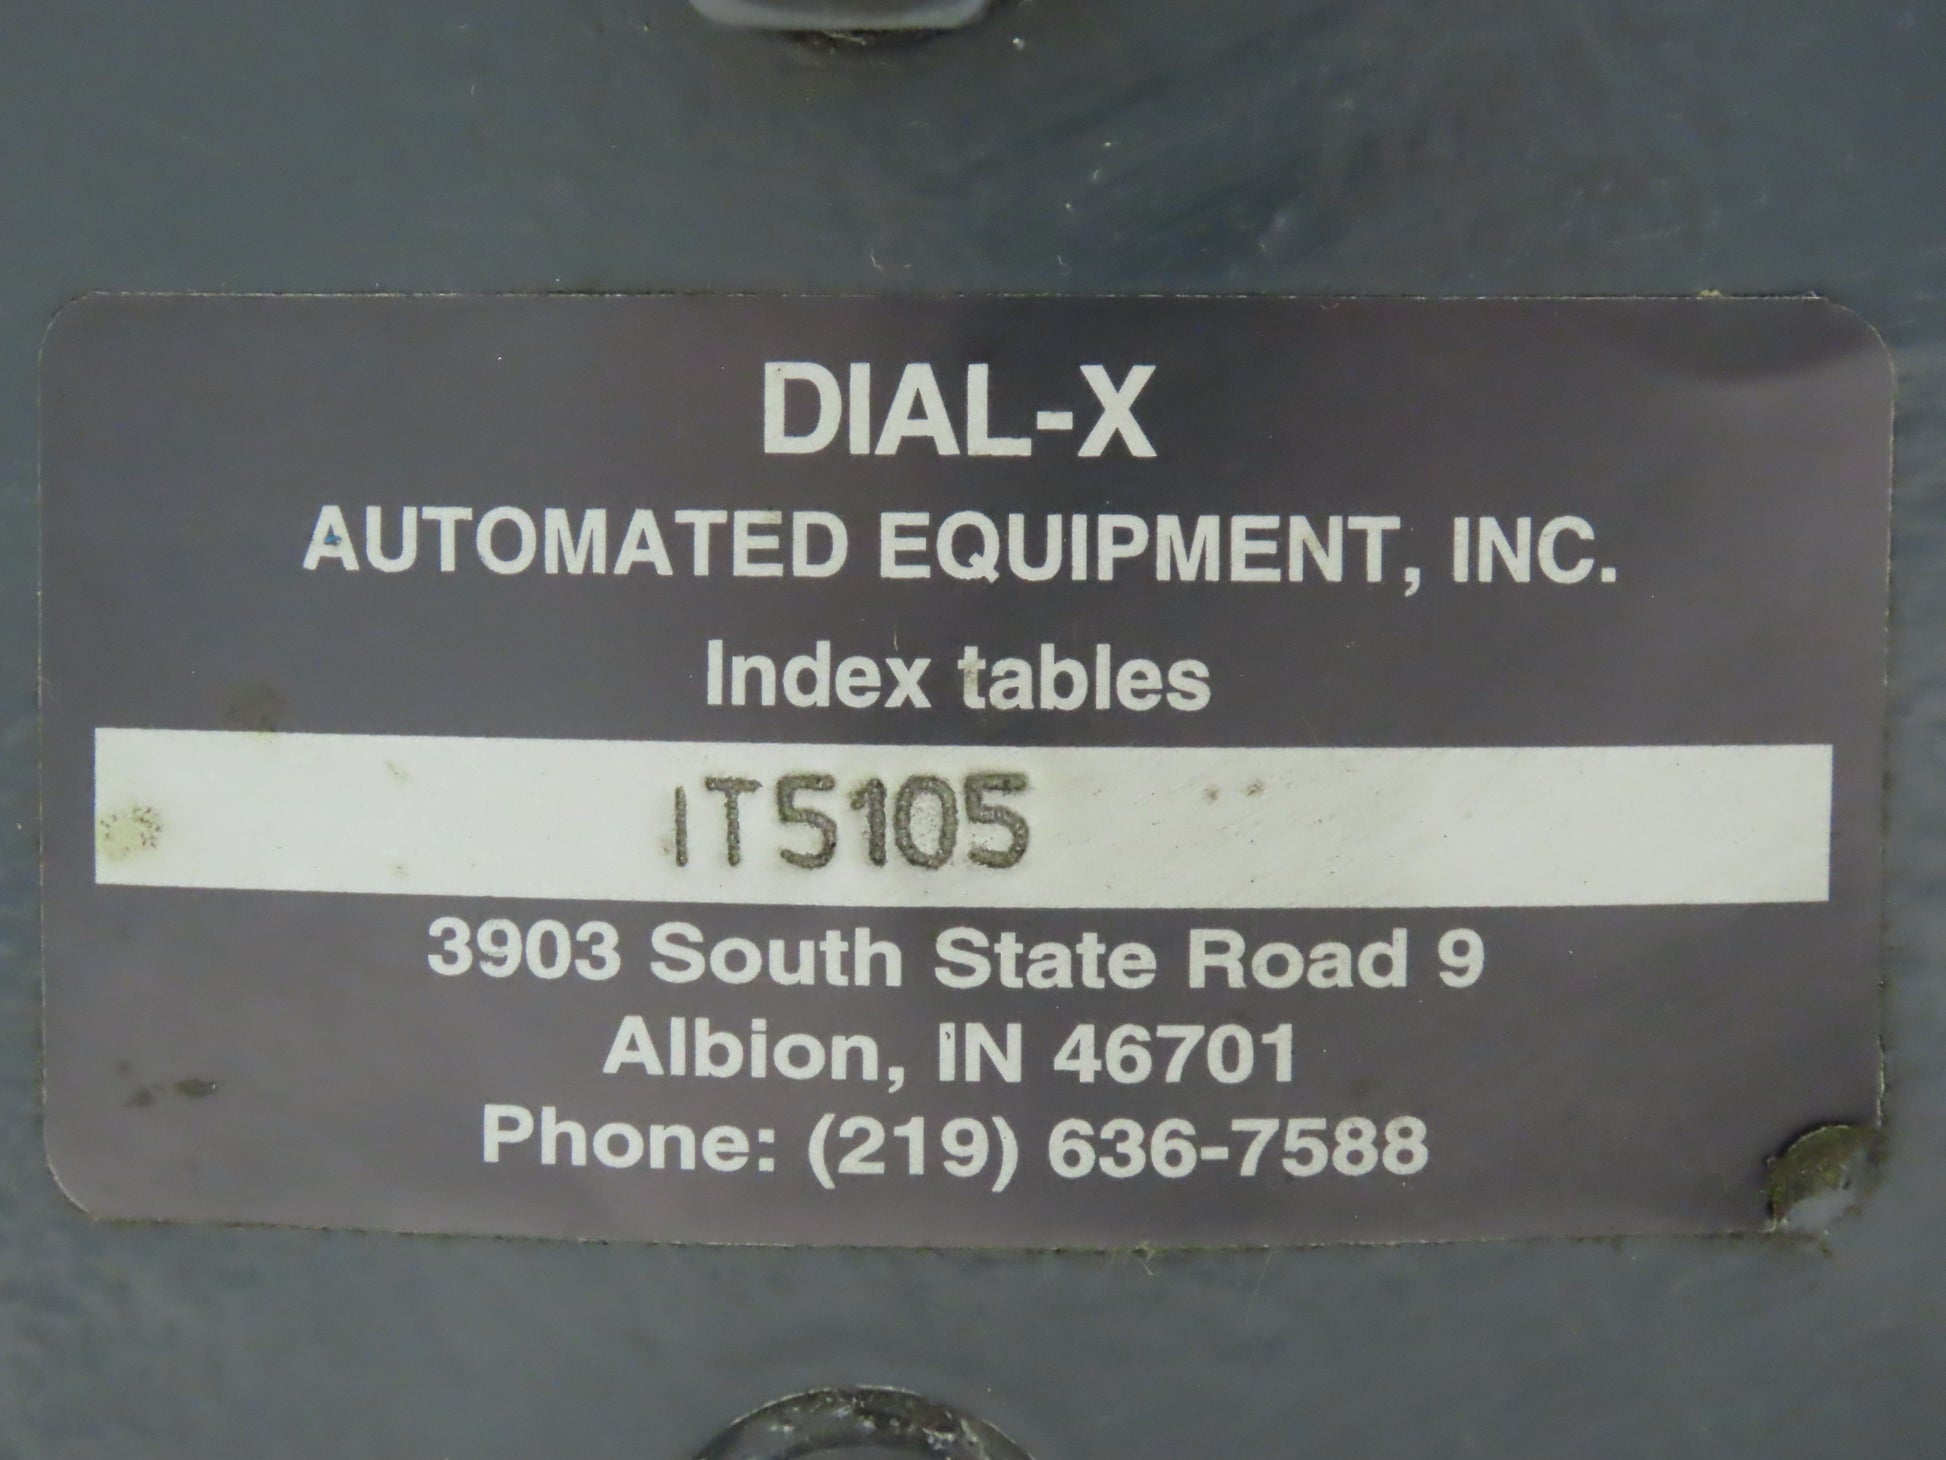 DIAL-X
AUTOMATED EQUIPMENT, INC.
Index tables
IT5105
3903 South State Road 9
Albion, IN 46701
Phone: (219) 636-7588